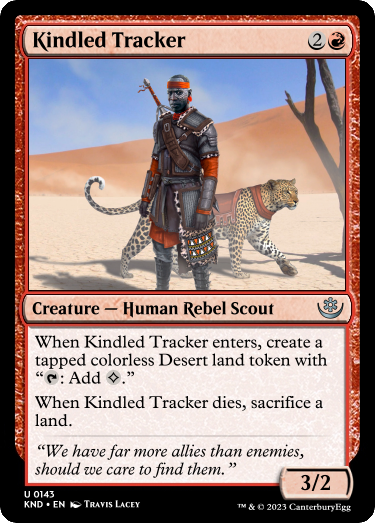 Kindled Tracker 2
Creature — Human Rebel Scout
When Kindled Tracker enters, create a
tapped colorless Desert land token with
“: Add .”
When Kindled Tracker dies, sacrifice a
land.
“We have far more allies than enemies,
should we care to find them.”
3/2
U 0143
KND • EN Travis Lacey
™ & © 2023 CanterburyEgg